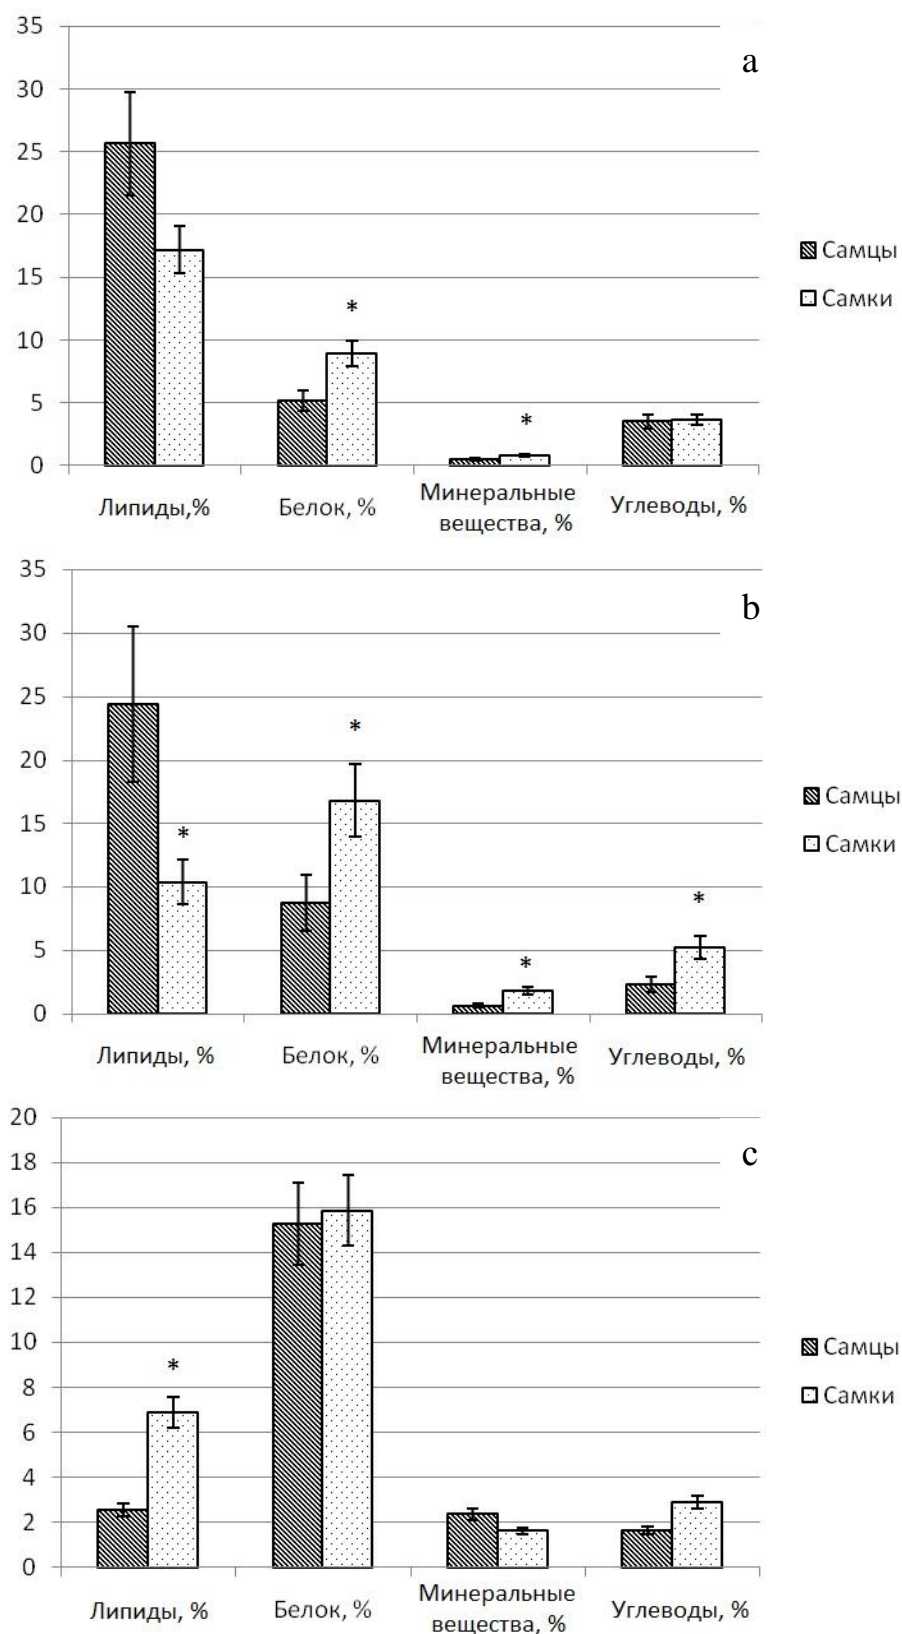 35
a
30
25
20
15
10
5
0
*
*
Самцы
Самки
Липиды,%
Белок, %
Минеральные
вещества, %
Углеводы, %
35
b
30
25
20
15
10
5
0
*
*
*
*
Самцы
Самки
Липиды, %
Белок, %
Минеральные
вещества, %
Углеводы, %
20
c
18
16
14
12
10
8
6
4
2
0
*
Самцы
Самки
Липиды, %
Белок, %
Минеральные
вещества, %
Углеводы, %